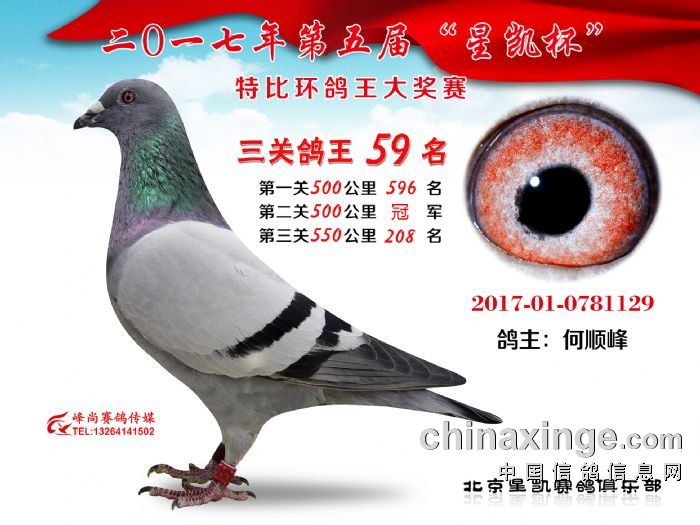 二〇一七年第五届“星凯杯”
特比环鸽王大奖赛
三关鸽王 59 名
第一关500公里 596 名
第二关500公里 冠 军
第三关550公里 208 名
2017-01-0781129
鸽主：何顺峰
峰尚赛鸽传媒
TEL:13264141502
chinaxinge.com
中国信鸽信息网
北京星凯赛鸽俱乐部